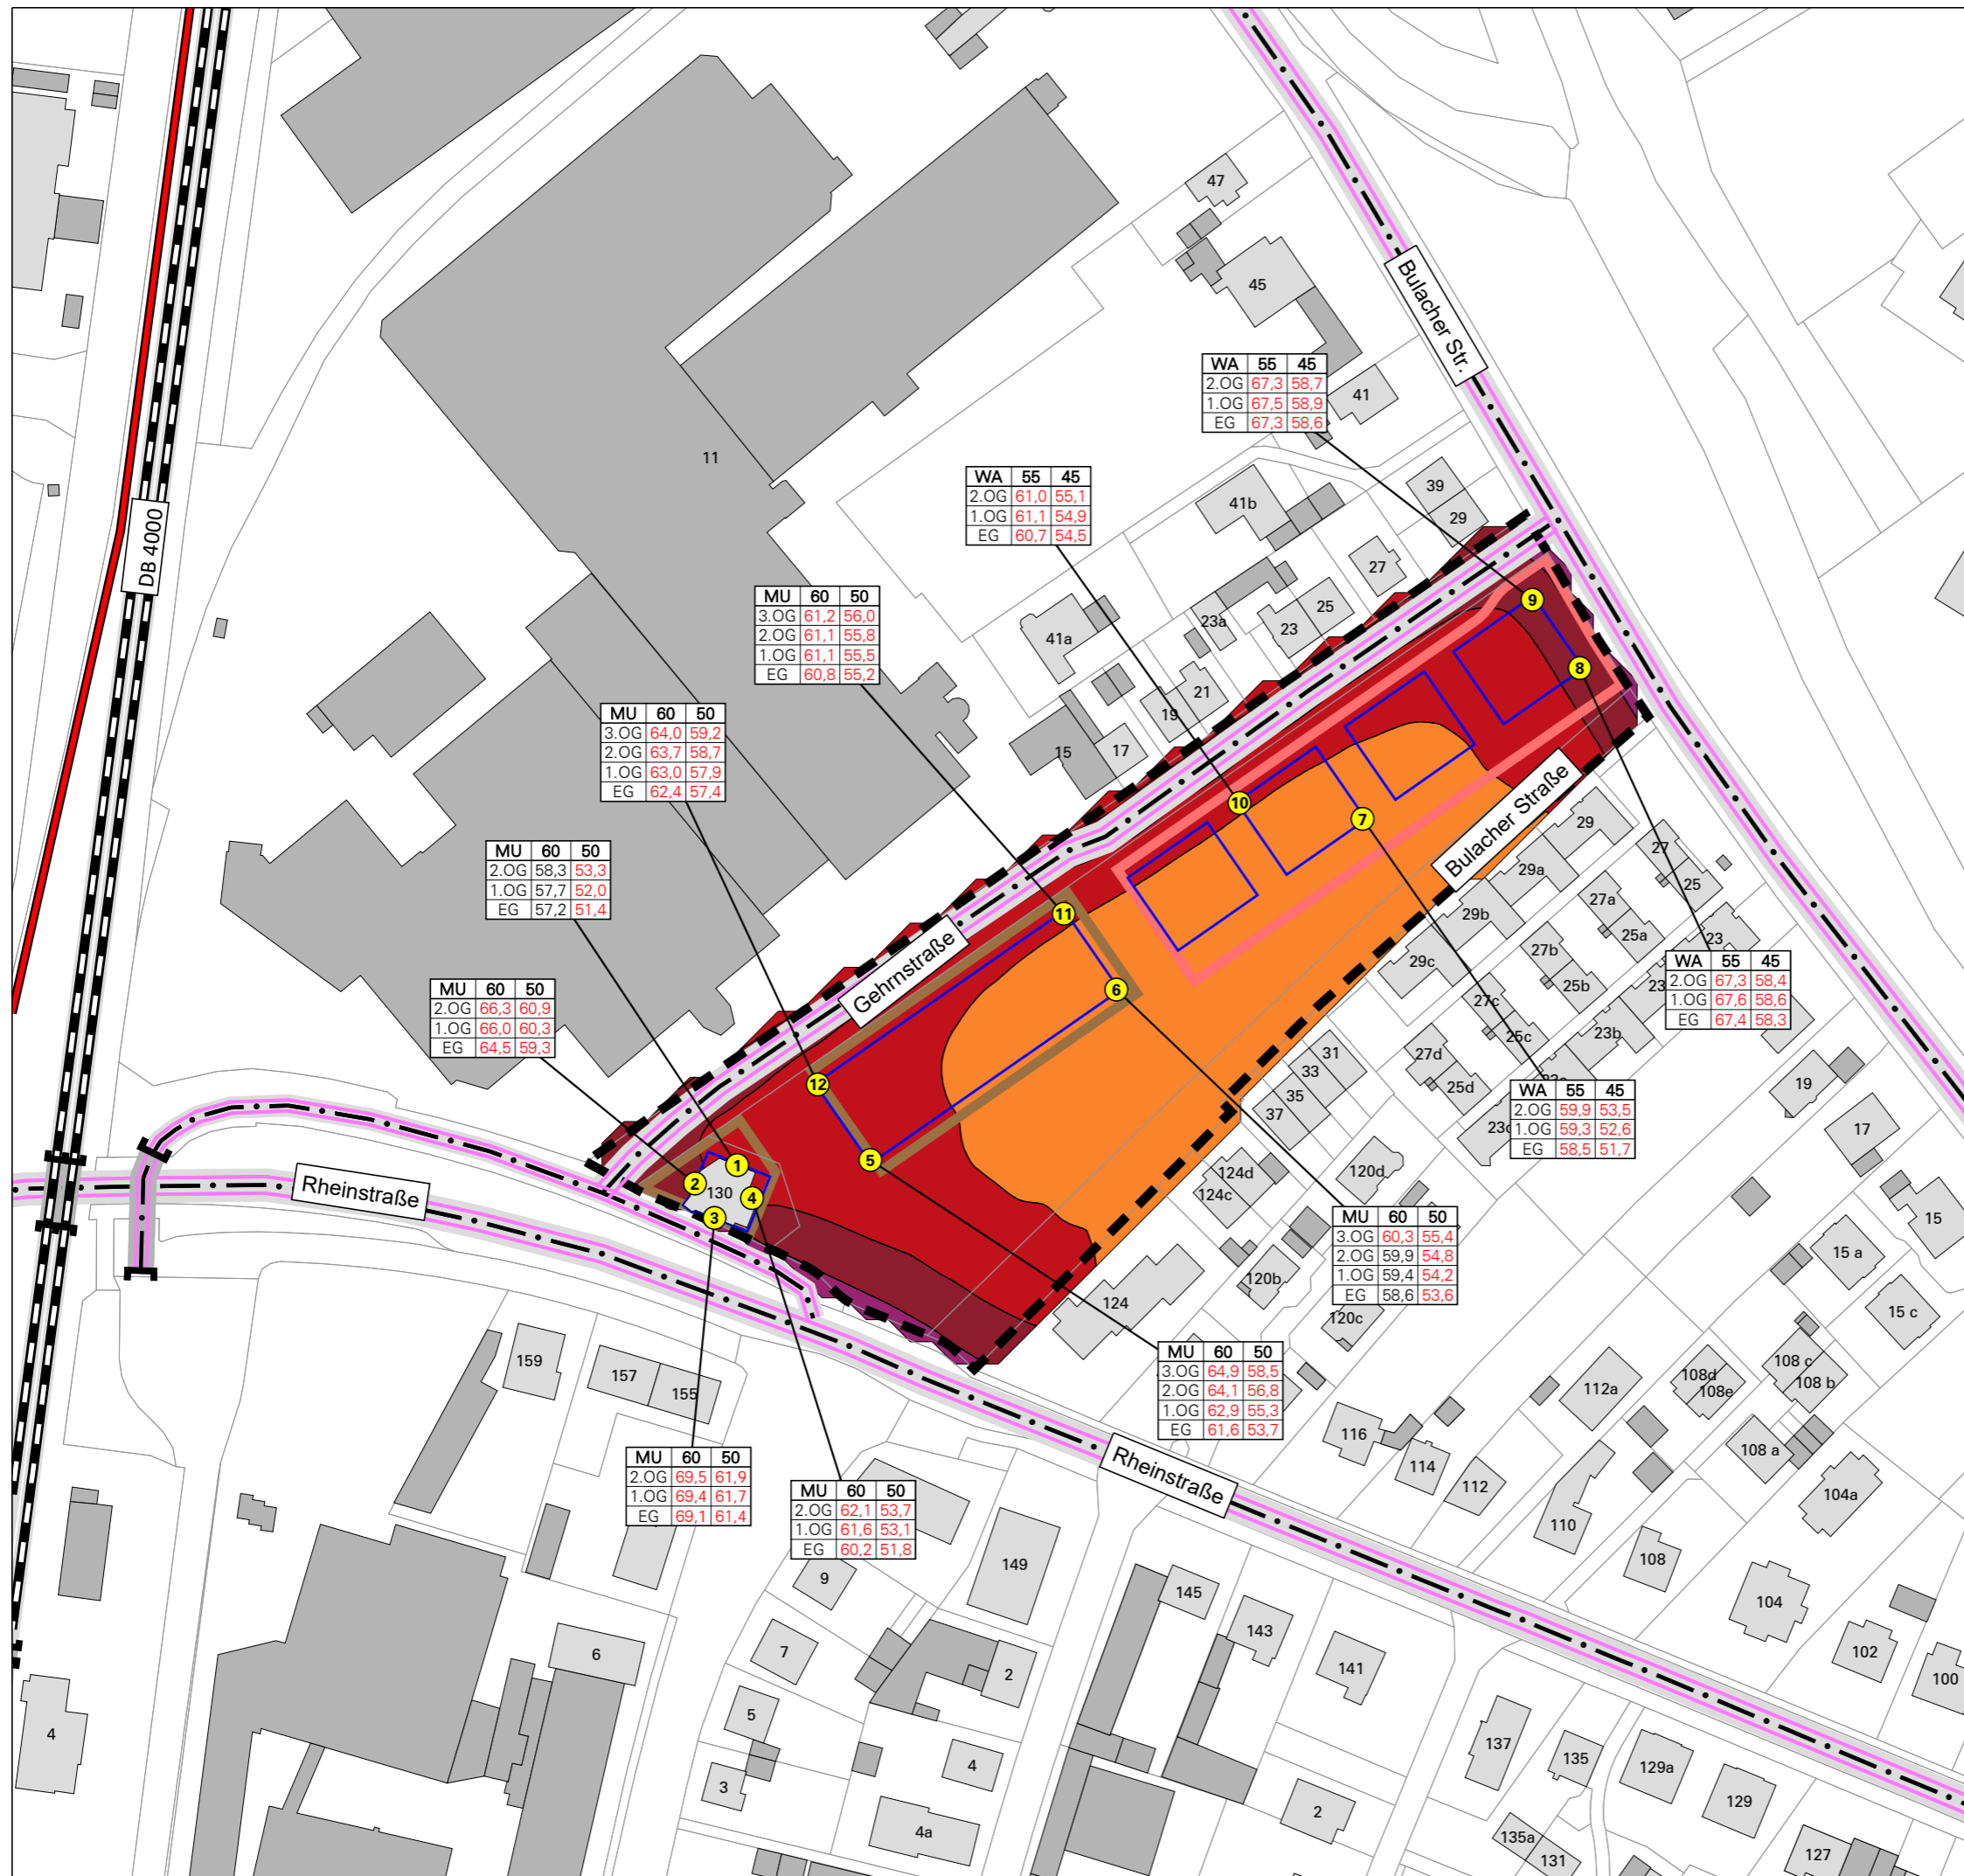 47
45
Bulacher Str.
WA 55 45
2.OG 67,3 58,7
1.OG 67,5 58,9
EG 67,3 58,6
41
11
39
29
WA 55 45
2.OG 61,0 55,1
1.OG 61,1 54,9
EG 60,7 54,5
41b
DB 4000
27
MU 60 50
3.OG 61,2 56,0
2.OG 61,1 55,8
1.OG 61,1 55,5
EG 60,8 55,2
9
25
23a
23
41a
8
21
19
MU 60 50
3.OG 64,0 59,2
2.OG 63,7 58,7
1.OG 63,0 57,9
EG 62,4 57,4
15
17
10
7
Bulacher Straße
29
27
29a
25
MU 60 50
2.OG 58,3 53,3
1.OG 57,7 52,0
EG 57,2 51,4
11
29b
27a
25a
23
Gehrnstraße
29c
27b
25b
23
WA 55 45
2.OG 67,3 58,4
1.OG 67,6 58,6
EG 67,4 58,3
6
27c
25c
23b
MU 60 50
2.OG 66,3 60,9
1.OG 66,0 60,3
EG 64,5 59,3
12
31
33
35
37
27d
25d
19
WA 55 45
2.OG 59,9 53,5
1.OG 59,3 52,6
EG 58,5 51,7
17
5
1
2
130
4
3
Rheinstraße
124d
124c
120d
15
MU 60 50
3.OG 60,3 55,4
2.OG 59,9 54,8
1.OG 59,4 54,2
EG 58,6 53,6
15 a
120b
124
120c
15 c
159
157
155
MU 60 50
3.OG 64,9 58,5
2.OG 64,1 56,8
1.OG 62,9 55,3
EG 61,6 53,7
108 c
108 b
108d
108e
112a
116
114
112
108 a
104a
Rheinstraße
MU 60 50
2.OG 69,5 61,9
1.OG 69,4 61,7
EG 69,1 61,4
MU 60 50
2.OG 62,1 53,7
1.OG 61,6 53,1
EG 60,2 51,8
110
108
149
9
145
104
143
102
100
7
6
2
141
5
4
137
135
129a
4
3
129
2
4a
135a
131
127